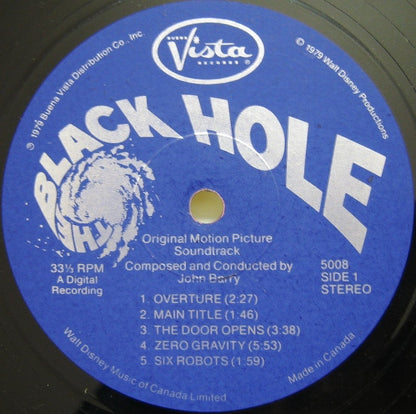 BUENA
Vista
RECORDS ®
© 1979 Buena Vista Distribution Co., Inc.
© 1979 Walt Disney Productions
THE BLACK HOLE
Original Motion Picture
Soundtrack
Composed and Conducted by
John Barry
33⅓ RPM
A Digital
Recording
5008
SIDE 1
STEREO
1. OVERTURE (2:27)
2. MAIN TITLE (1:46)
3. THE DOOR OPENS (3:38)
4. ZERO GRAVITY (5:53)
5. SIX ROBOTS (1.59)
Walt Disney Music of Canada Limited
Made in Canada